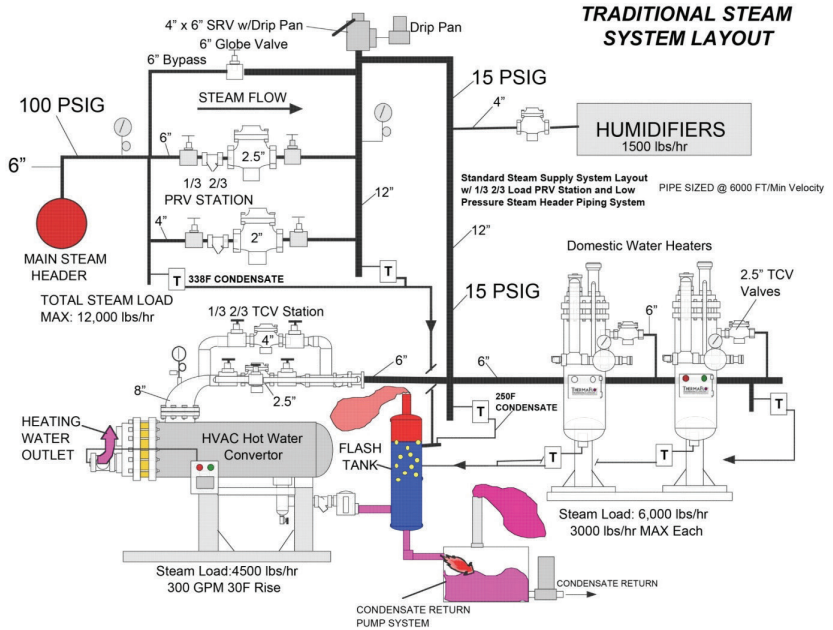 TRADITIONAL STEAM
SYSTEM LAYOUT
4" x 6" SRV w/Drip Pan
Drip Pan
6" Globe Valve
6" Bypass
15 PSIG
STEAM FLOW
4"
100 PSIG
HUMIDIFIERS
1500 lbs/hr
6"
6"
2.5"
1/3 2/3
PRV STATION
Standard Steam Supply System Layout
w/ 1/3 2/3 Load PRV Station and Low
Pressure Steam Header Piping System
PIPE SIZED @ 6000 FT/Min Velocity
12"
4"
2"
12"
Domestic Water Heaters
MAIN STEAM
HEADER
T
338F CONDENSATE
T
2.5" TCV
Valves
15 PSIG
TOTAL STEAM LOAD
MAX: 12,000 lbs/hr
1/3 2/3 TCV Station
4"
6"
6"
6"
8"
2.5"
250F
CONDENSATE
THERMAFLO
THERMAFLO
T
T
HEATING
WATER
OUTLET
HVAC Hot Water
Convertor
FLASH
TANK
T
T
Steam Load: 6,000 lbs/hr
3000 lbs/hr MAX Each
Steam Load:4500 lbs/hr
300 GPM 30F Rise
CONDENSATE RETURN
CONDENSATE RETURN
PUMP SYSTEM